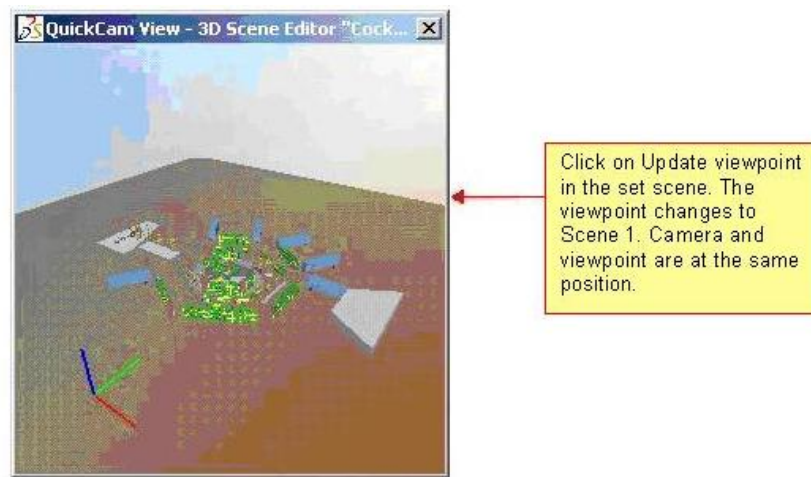 QuickCam View - 3D Scene Editor "Cock...
Click on Update viewpoint
in the set scene. The
viewpoint changes to
Scene 1. Camera and
viewpoint are at the same
position.